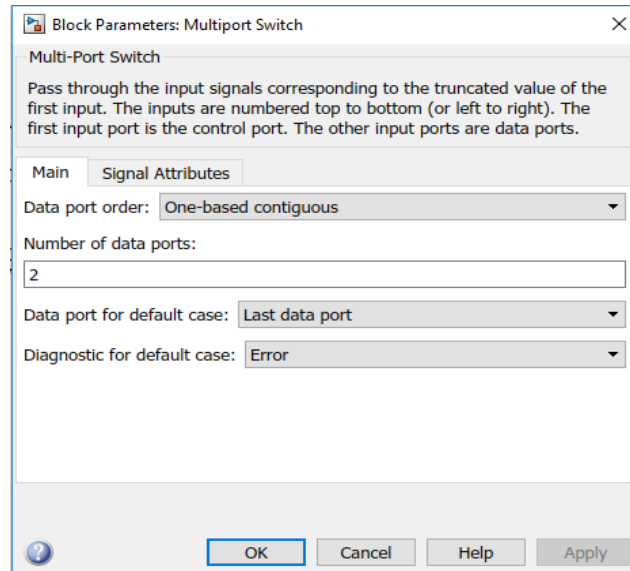 Block Parameters: Multiport Switch
Multi-Port Switch
Pass through the input signals corresponding to the truncated value of the
first input. The inputs are numbered top to bottom (or left to right). The
first input port is the control port. The other input ports are data ports.
Main Signal Attributes
Data port order: One-based contiguous
Number of data ports:
2
Data port for default case: Last data port
Diagnostic for default case: Error
? OK Cancel Help Apply